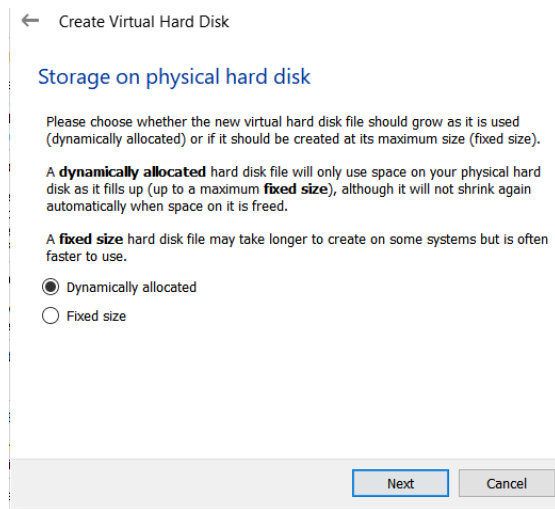 Create Virtual Hard Disk
Storage on physical hard disk
Please choose whether the new virtual hard disk file should grow as it is used
(dynamically allocated) or if it should be created at its maximum size (fixed size).
A dynamically allocated hard disk file will only use space on your physical hard
disk as it fills up (up to a maximum fixed size), although it will not shrink again
automatically when space on it is freed.
A fixed size hard disk file may take longer to create on some systems but is often
faster to use.
Dynamically allocated
Fixed size
Next Cancel